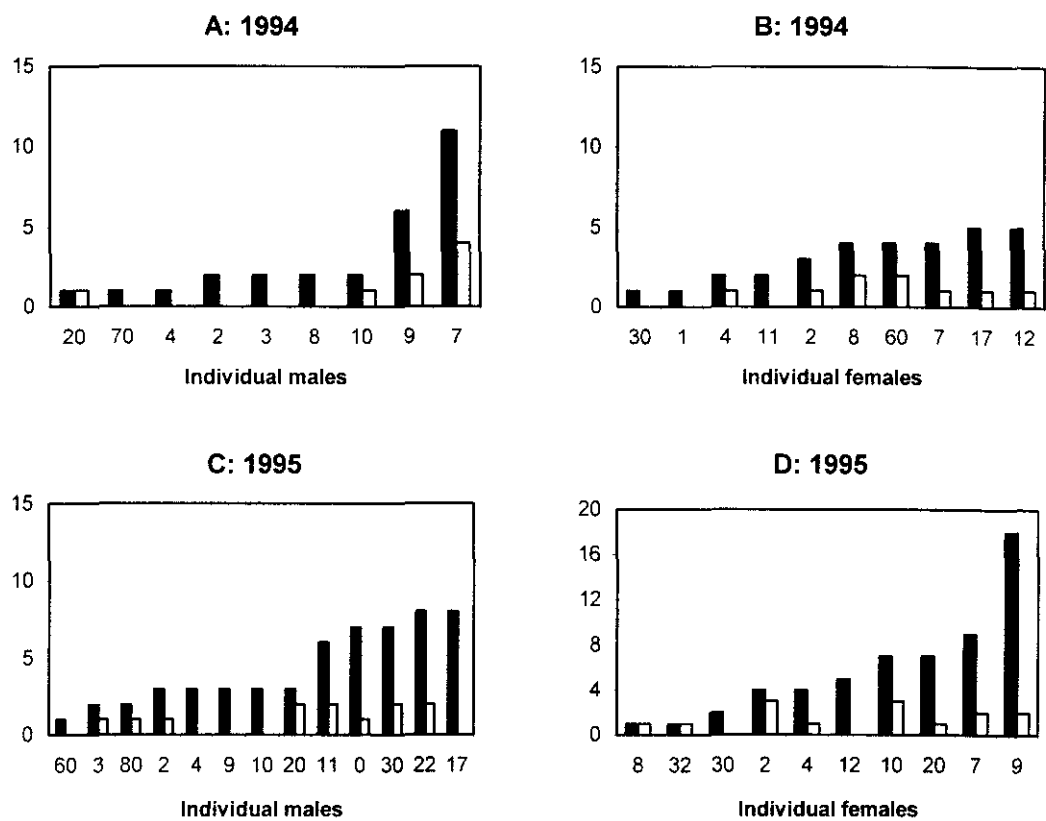 A: 1994
15
10
5
0
20 70 4 2 3 8 10 9 7
Individual males
B: 1994
15
10
5
0
30 1 4 11 2 8 60 7 17 12
Individual females
C: 1995
15
10
5
0
60 3 80 2 4 9 10 20 11 0 30 22 17
Individual males
D: 1995
20
16
12
8
4
0
8 32 30 2 4 12 10 20 7 9
Individual females